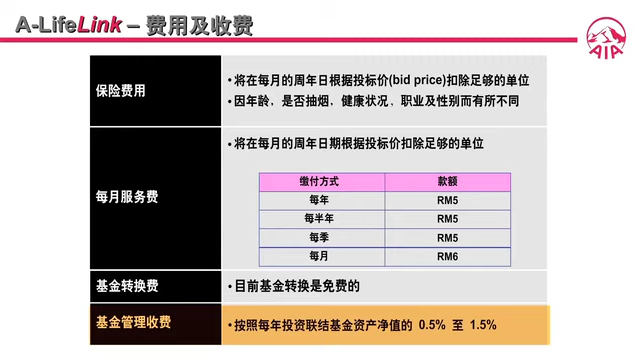 A-LifeLink – 费用及收费
AIA
保险费用
• 将在每月的周年日根据投标价(bid price)扣除足够的单位
• 因年龄，是否抽烟，健康状况，职业及性别而有所不同
每月服务费
• 将在每月的周年日期根据投标价扣除足够的单位
缴付方式 款额
每年 RM5
每半年 RM5
每季 RM5
每月 RM6
基金转换费
• 目前基金转换是免费的
基金管理收费
• 按照每年投资联结基金资产净值的 0.5% 至 1.5%